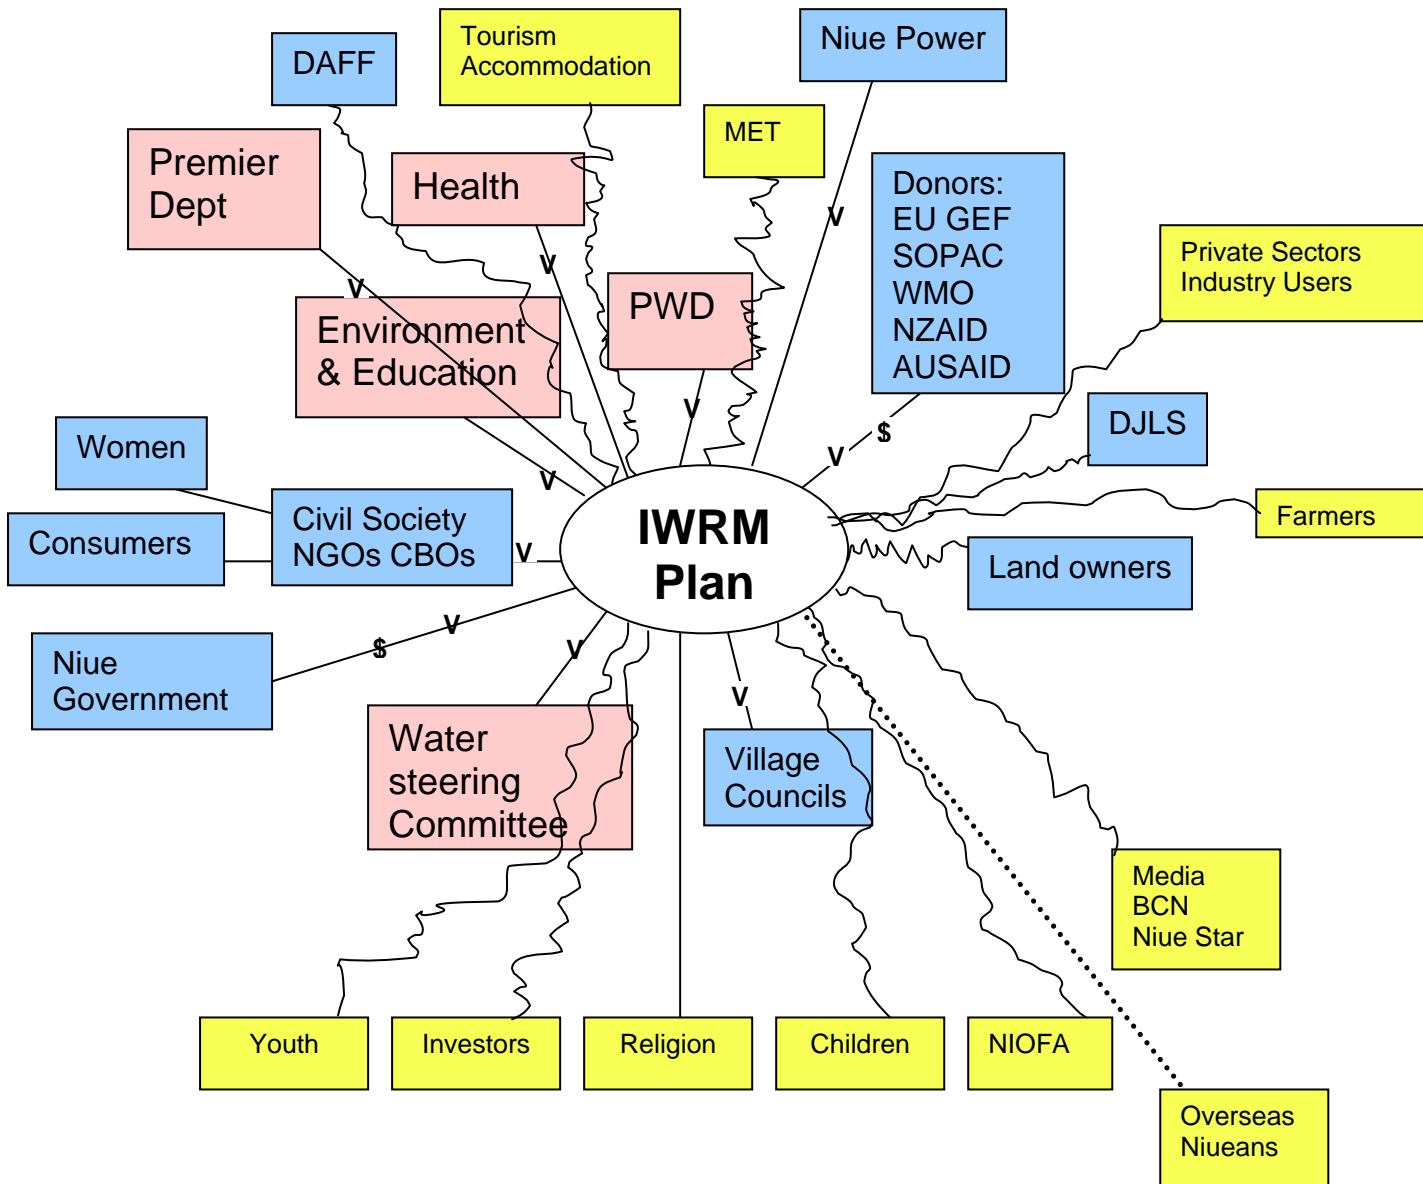 DAFF
Tourism
Accommodation
Niue Power
MET
Premier
Dept
Health
Donors:
EU GEF
SOPAC
WMO
NZAID
AUSAID
V
Private Sectors
Industry Users
V
V
PWD
Environment
& Education
V
$
V
DJLS
Women
V
Consumers
Civil Society
NGOs CBOs
V
IWRM
Plan
Farmers
Land owners
Niue
Government
$
V
V
V
Water
steering
Committee
Village
Councils
Media
BCN
Niue Star
Youth
Investors
Religion
Children
NIOFA
Overseas
Niueans